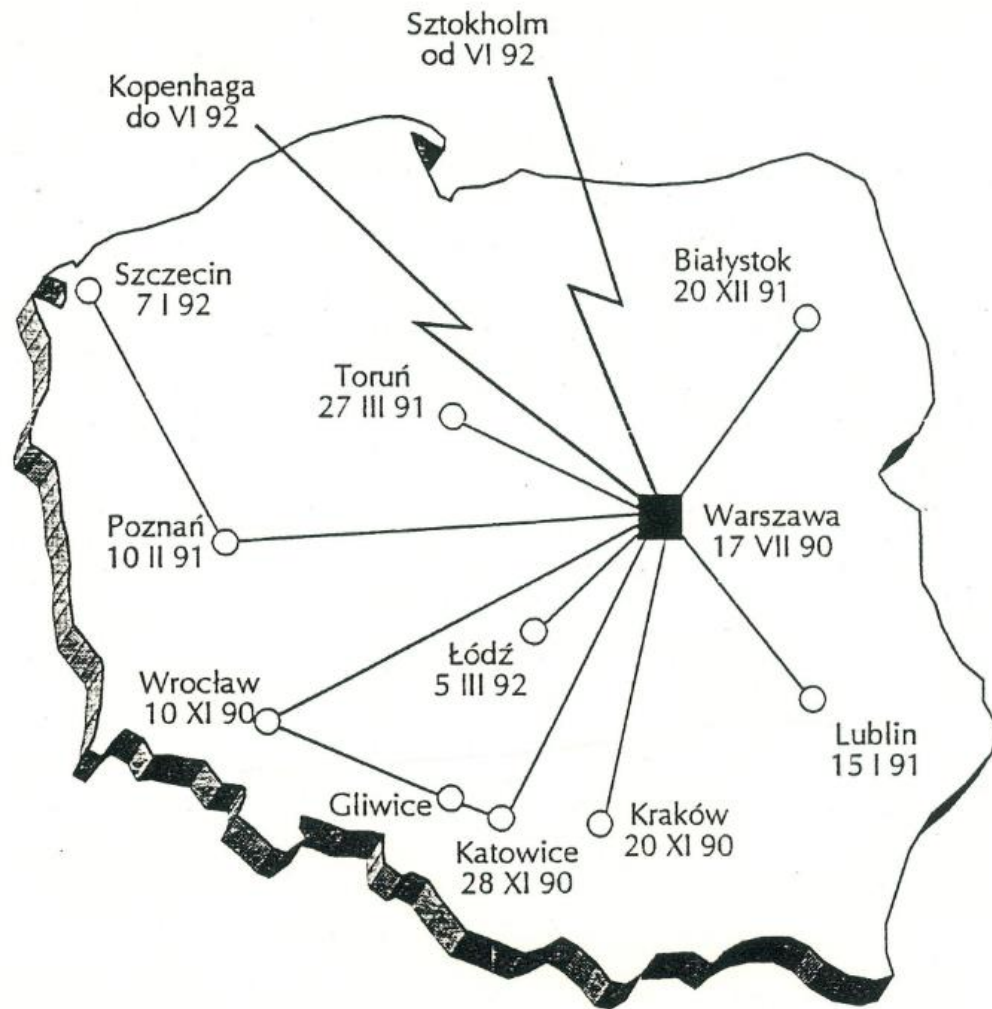 Sztokholm
od VI 92
Kopenhaga
do VI 92
Białystok
20 XII 91
Szczecin
7 I 92
Toruń
27 III 91
Warszawa
17 VII 90
Poznań
10 II 91
Łódź
5 III 92
Wrocław
10 XI 90
Lublin
15 I 91
Gliwice
Kraków
20 XI 90
Katowice
28 XI 90